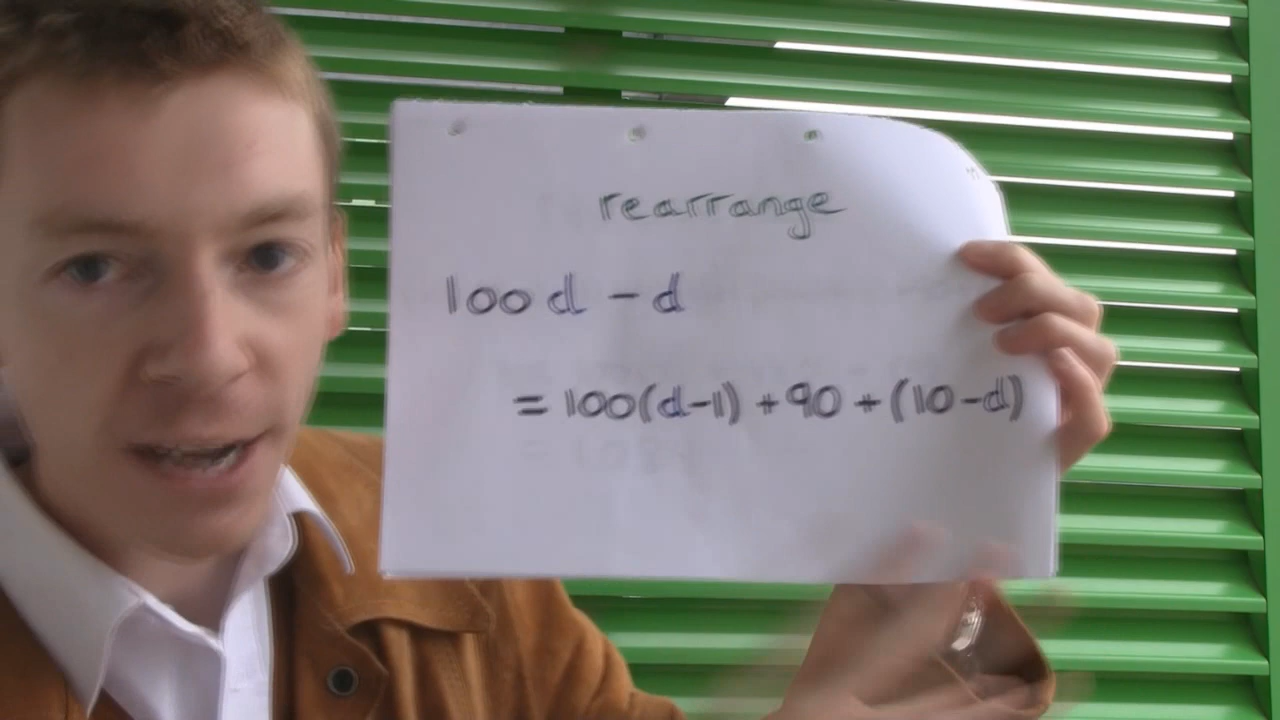 rearrange
100d - d
= 100(d-1) + 90 + (10-d)